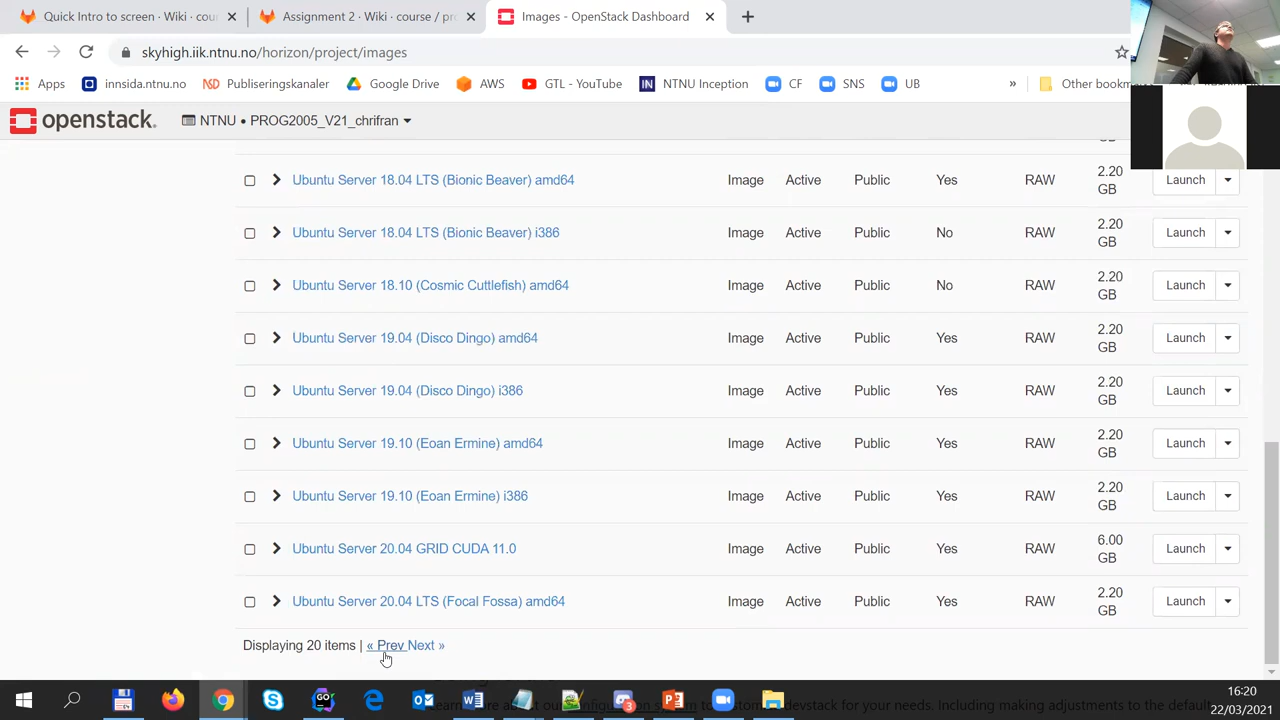 Quick Intro to screen · Wiki · cou
Assignment 2 · Wiki · course / pro
Images - OpenStack Dashboard
skyhigh.iik.ntnu.no/horizon/project/images
Apps innsida.ntnu.no Publiseringskanaler Google Drive AWS GTL - YouTube NTNU Inception CF SNS UB » Other bookm
openstack. NTNU • PROG2005_V21_chrifran
GB
Ubuntu Server 18.04 LTS (Bionic Beaver) amd64 Image Active Public Yes RAW 2.20 GB Launch
Ubuntu Server 18.04 LTS (Bionic Beaver) i386 Image Active Public No RAW 2.20 GB Launch
Ubuntu Server 18.10 (Cosmic Cuttlefish) amd64 Image Active Public No RAW 2.20 GB Launch
Ubuntu Server 19.04 (Disco Dingo) amd64 Image Active Public Yes RAW 2.20 GB Launch
Ubuntu Server 19.04 (Disco Dingo) i386 Image Active Public Yes RAW 2.20 GB Launch
Ubuntu Server 19.10 (Eoan Ermine) amd64 Image Active Public Yes RAW 2.20 GB Launch
Ubuntu Server 19.10 (Eoan Ermine) i386 Image Active Public Yes RAW 2.20 GB Launch
Ubuntu Server 20.04 GRID CUDA 11.0 Image Active Public Yes RAW 6.00 GB Launch
Ubuntu Server 20.04 LTS (Focal Fossa) amd64 Image Active Public Yes RAW 2.20 GB Launch
Displaying 20 items | « Prev Next »
16:20
22/03/2021